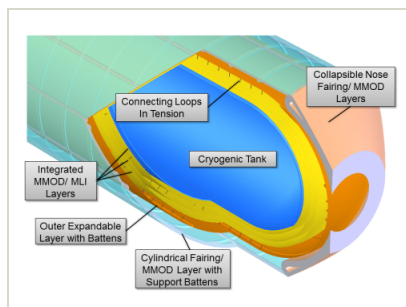 Collapsible Nose
Fairing/ MMOD
Layers
Connecting Loops
In Tension
Cryogenic Tank
Integrated
MMOD/ MLI
Layers
Outer Expandable
Layer with Battens
Cylindrical Fairing/
MMOD Layer with
Support Battens